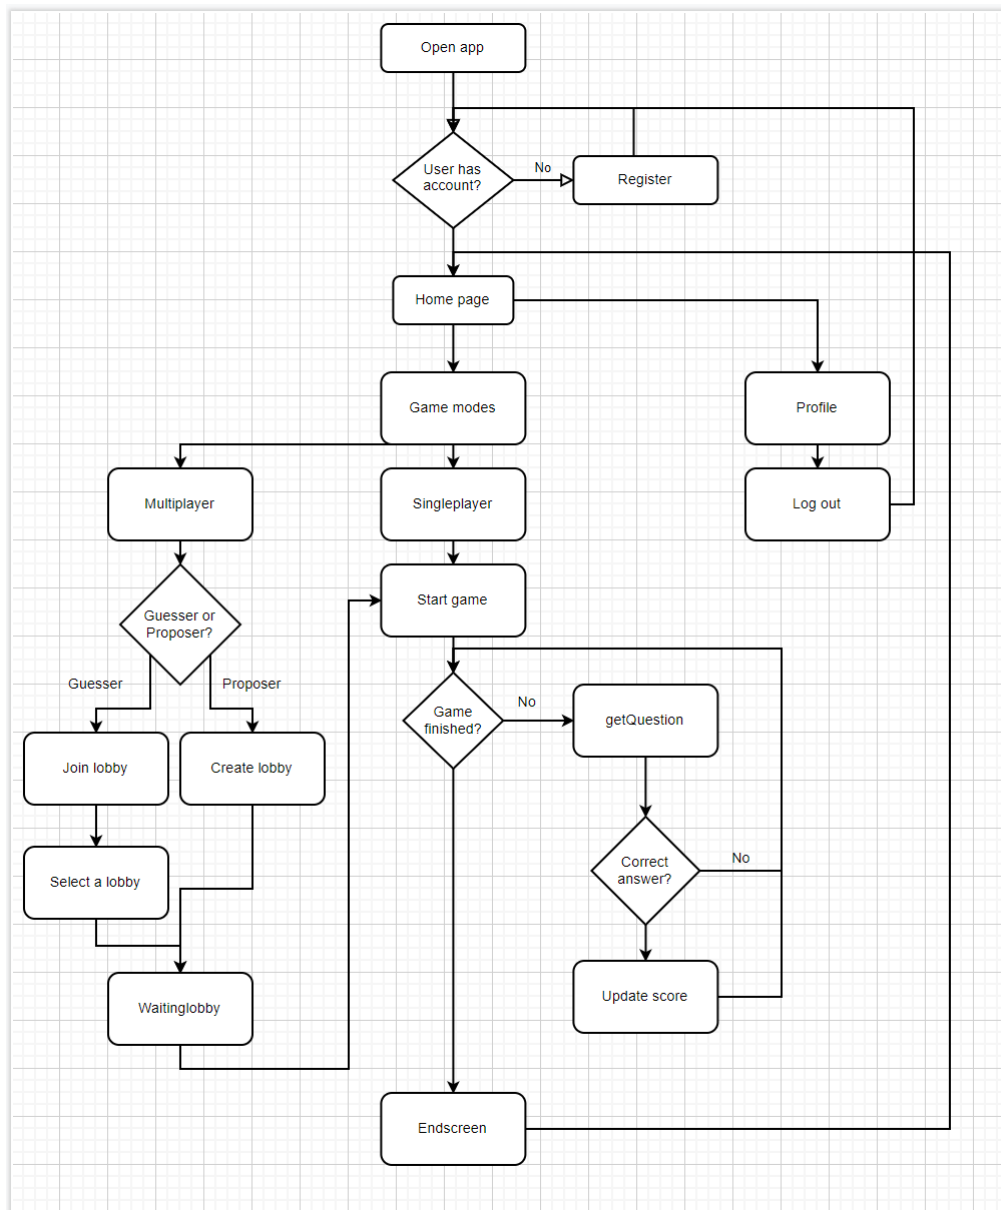 Open app
User has
account?
No
Register
Home page
Game modes
Profile
Multiplayer
Singleplayer
Log out
Guesser or
Proposer?
Start game
Guesser
Proposer
Game
finished?
No
getQuestion
Join lobby
Create lobby
Correct
answer?
No
Select a lobby
Update score
Waitinglobby
Endscreen